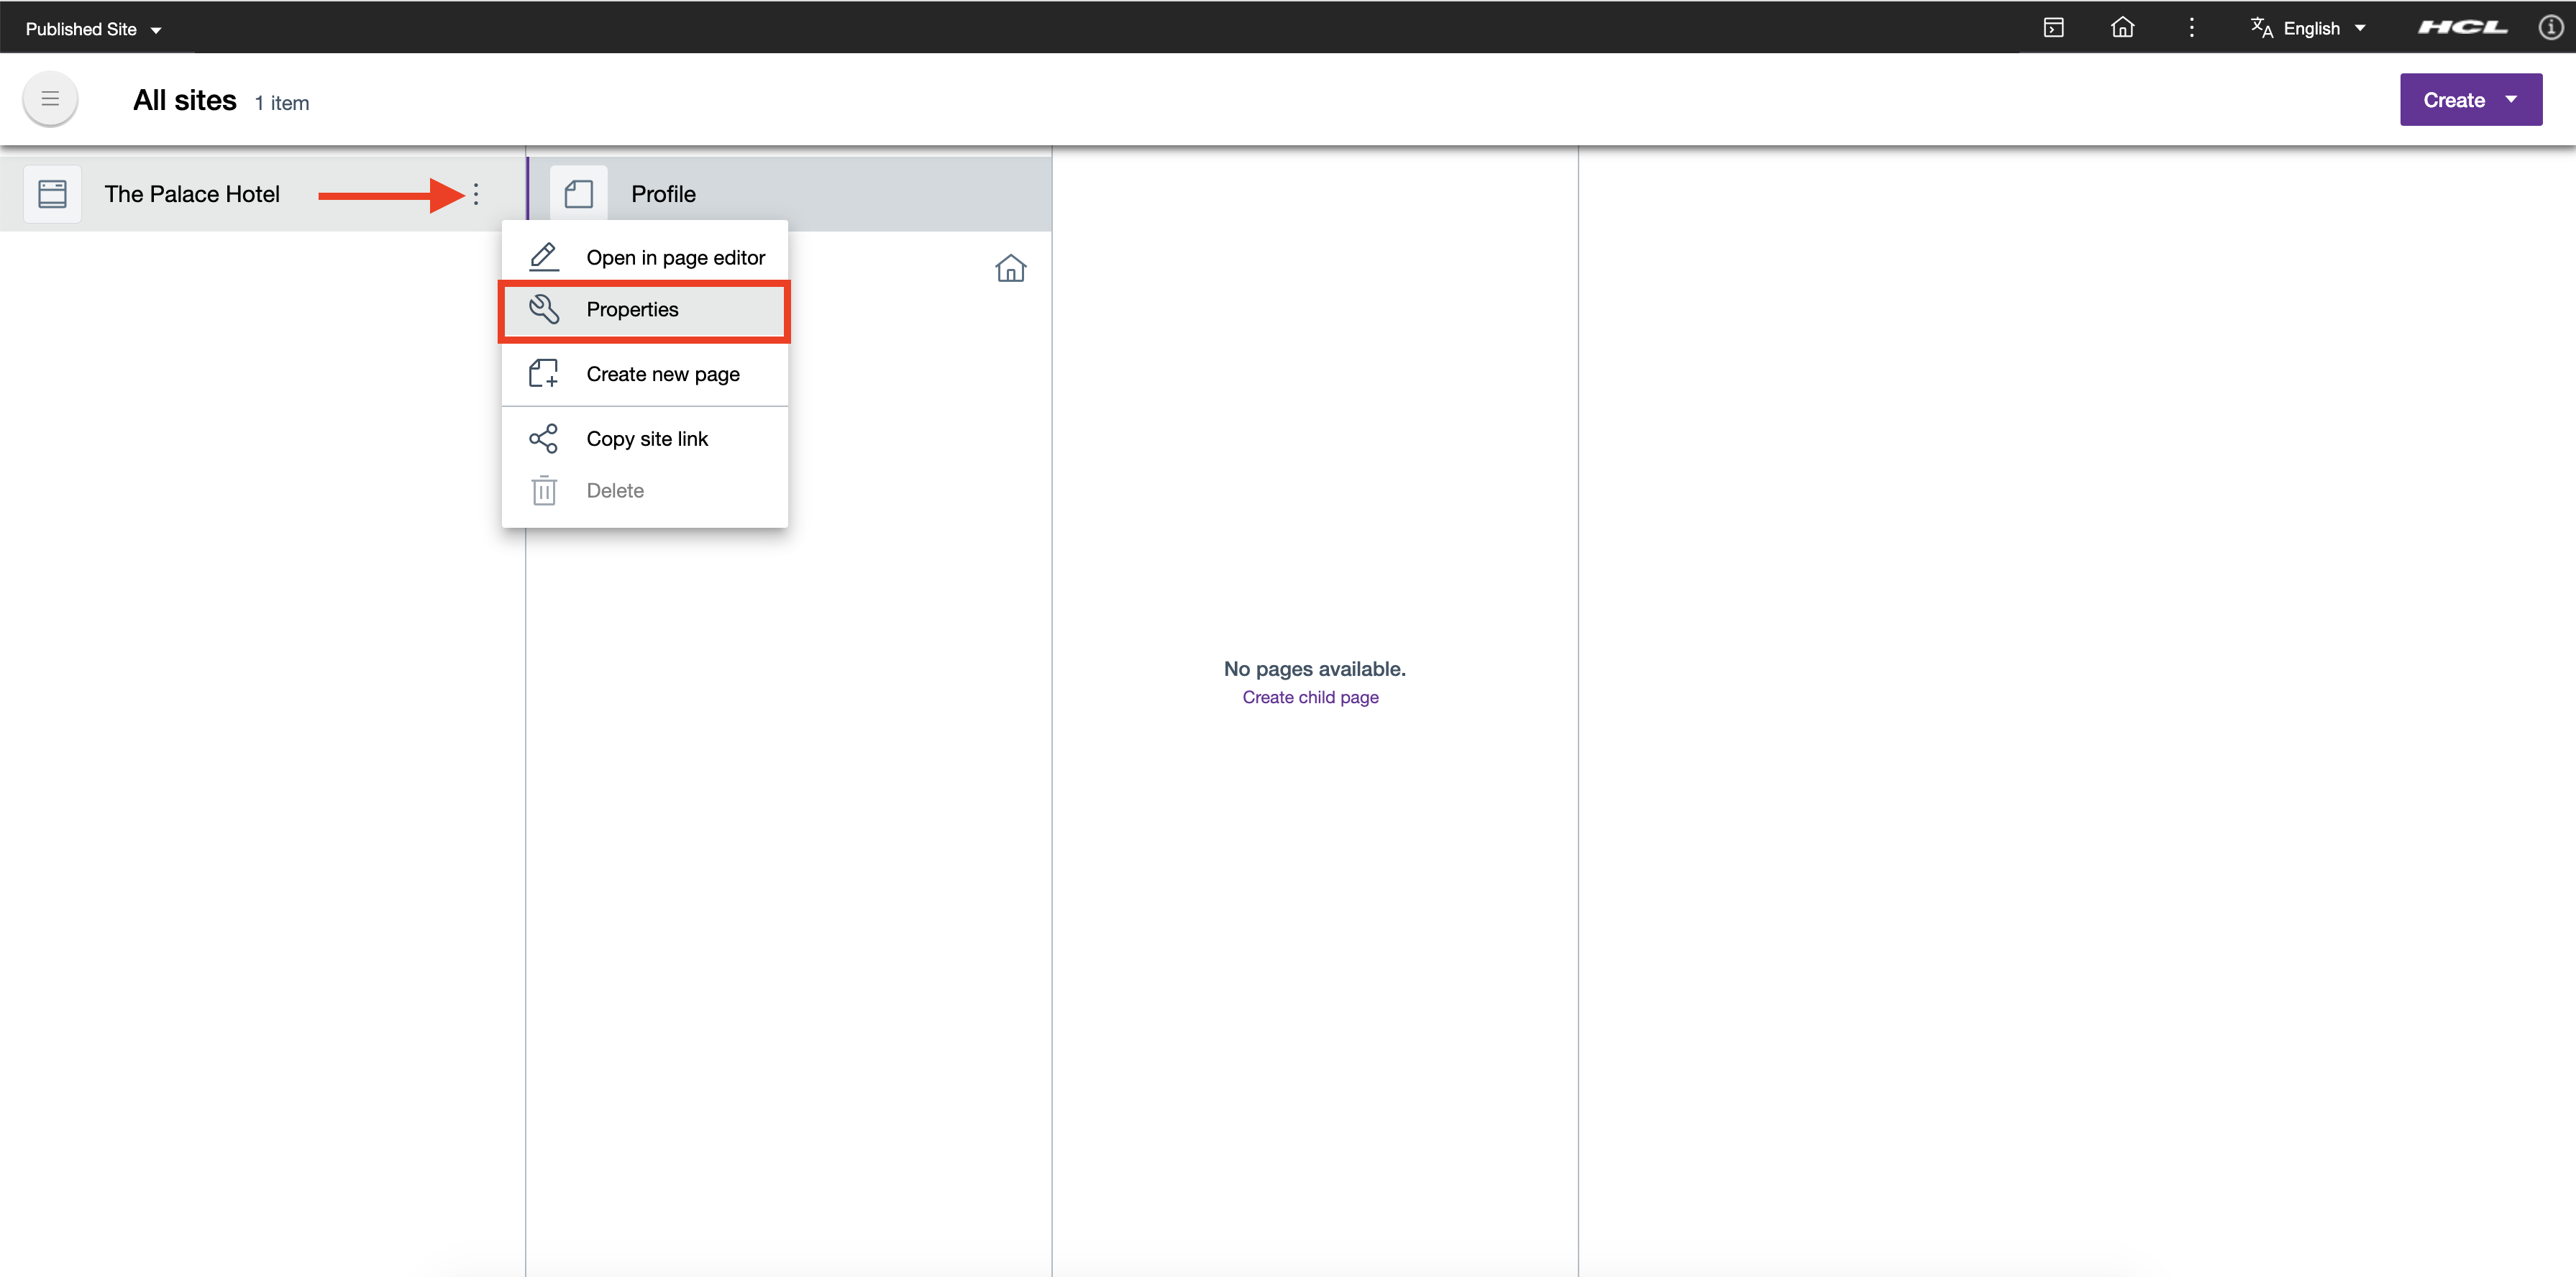 Published Site
English
HCL
All sites 1 item
Create
The Palace Hotel
Profile
Open in page editor
Properties
Create new page
Copy site link
Delete
No pages available.
Create child page